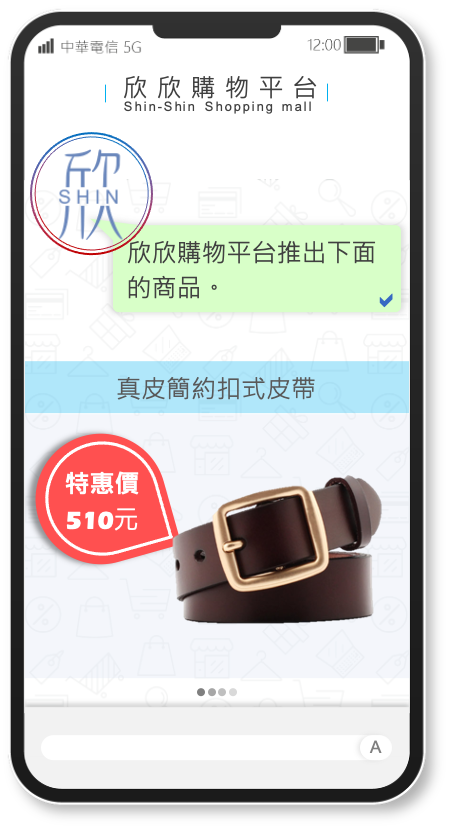 中華電信 5G
12:00
欣欣購物平台
Shin-Shin Shopping mall
欣
SHIN
欣欣購物平台推出下面
的商品。
真皮簡約扣式皮帶
特惠價
510元
A